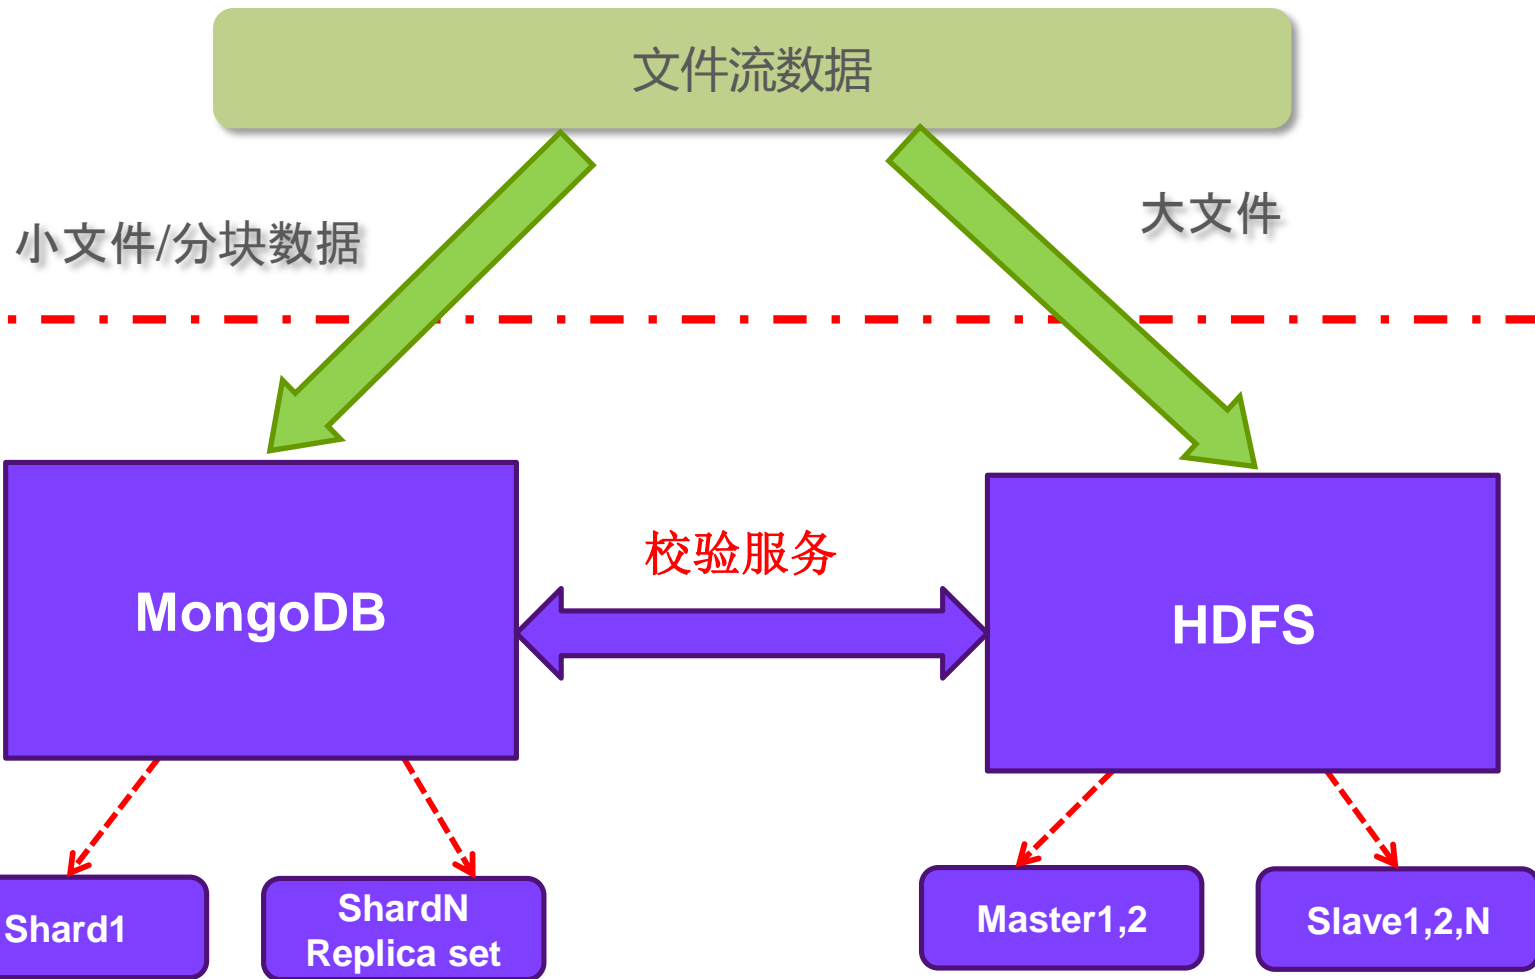 文件流数据
小文件/分块数据
大文件
校验服务
MongoDB
HDFS
Shard1
ShardN
Replica set
Master1,2
Slave1,2,N